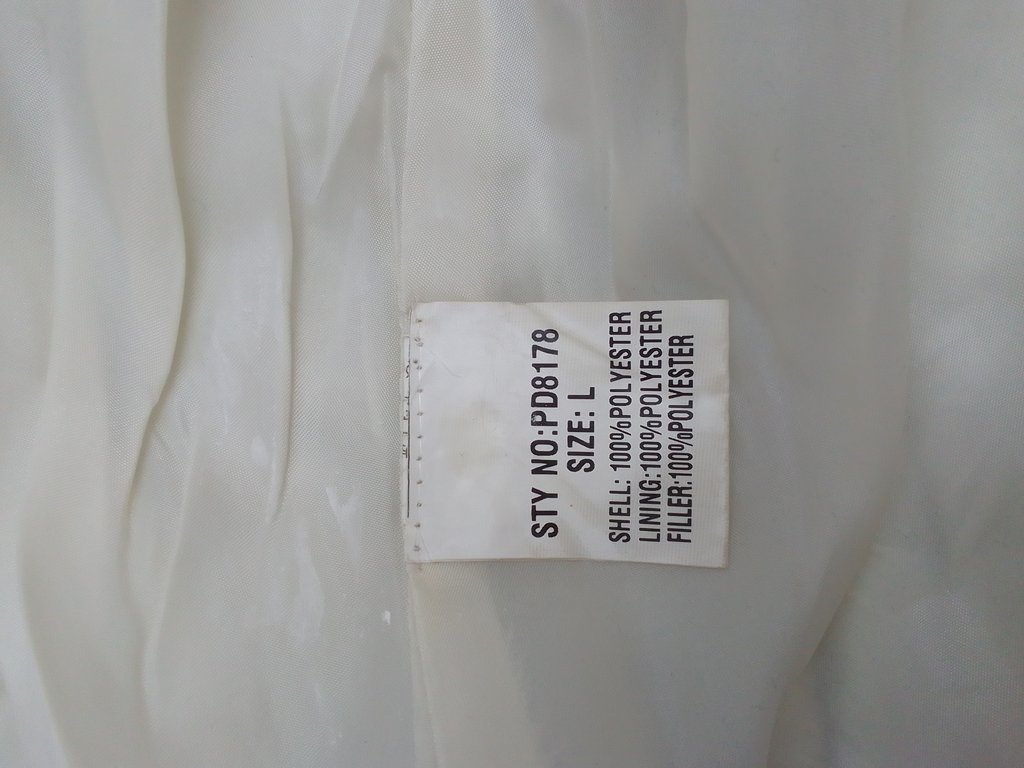 STY NO:PD8178
SIZE: L
SHELL: 100%POLYESTER
LINING:100%POLYESTER
FILLER:100%POLYESTER